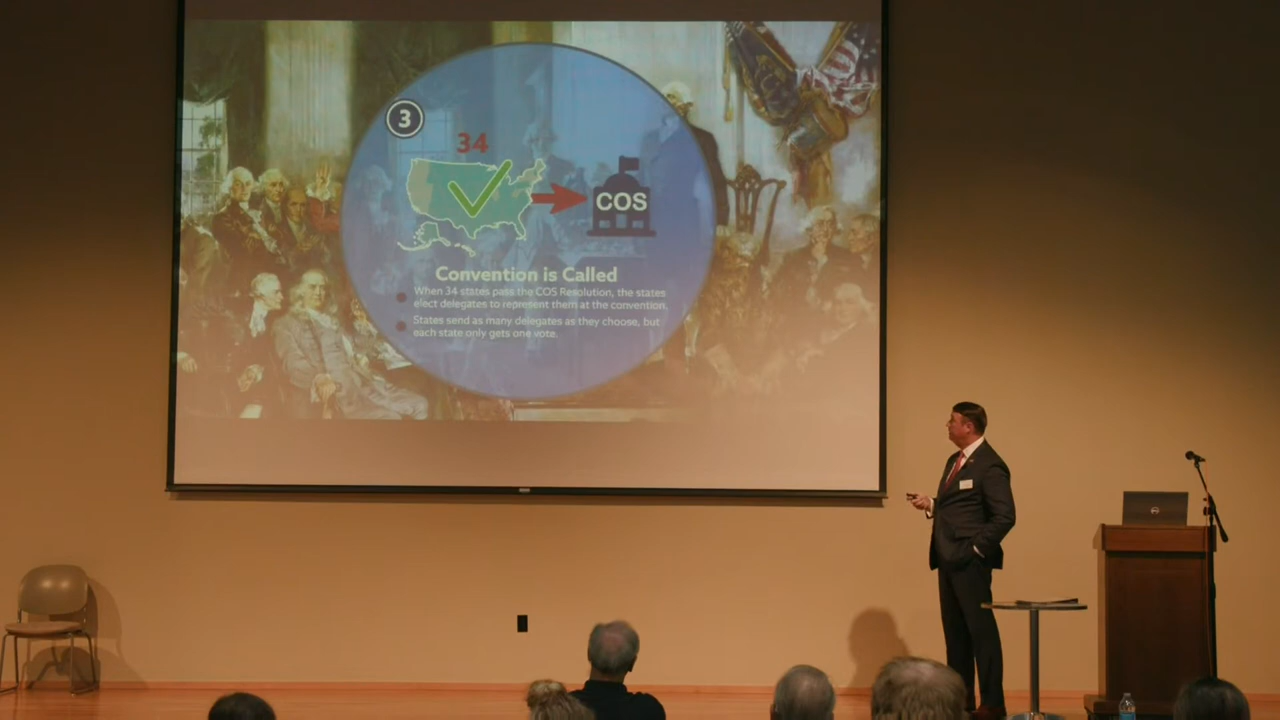 3
34
COS
Convention is Called
When 34 states pass the COS Resolution, the states
elect delegates to represent them at the convention.
States send as many delegates as they choose, but
each state only gets one vote.